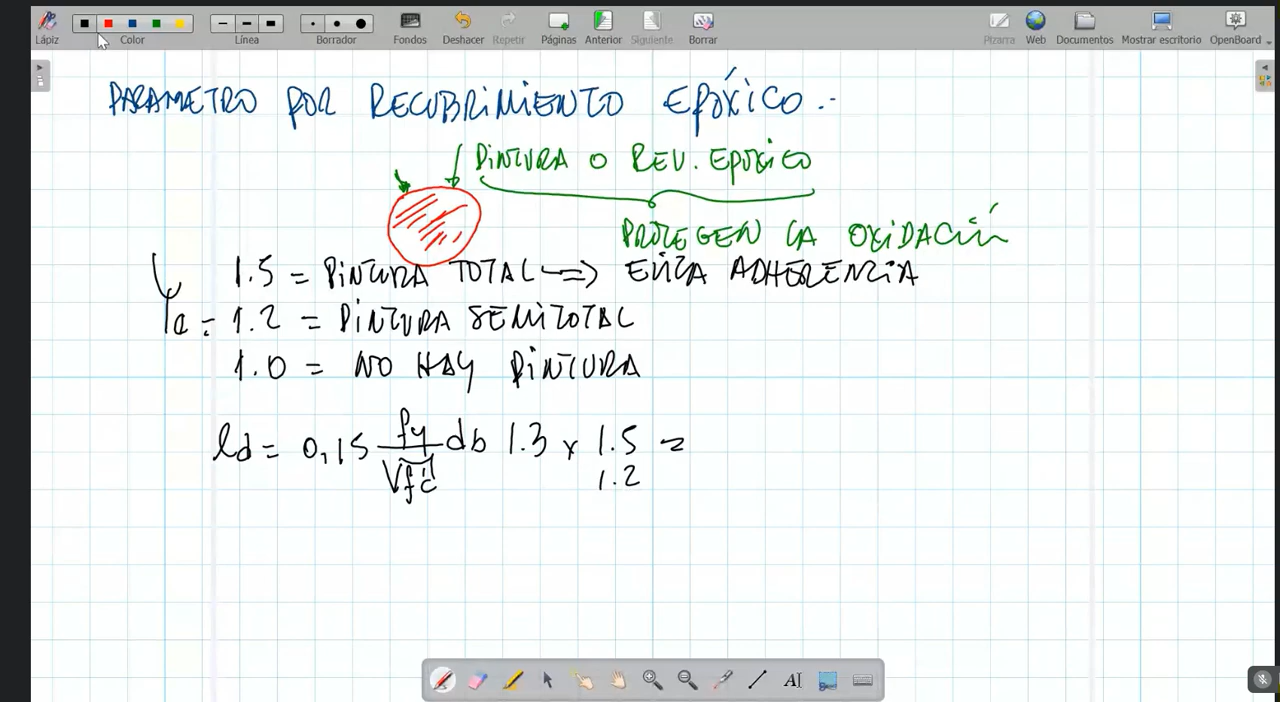 Lápiz Color Línea Borrador Fondos Deshacer Repetir Páginas Anterior Siguiente Borrar Pizarra Web Documentos Mostrar escritorio OpenBoard
PARAMETRO POR RECUBRIMIENTO EPÓXICO .-
PINTURA O REV. EPOXICO
PROTEGEN LA OXIDACIÓN
1.5 = PINTURA TOTAL => EVITA ADHERENCIA
Ψe = 1.2 = PINTURA SEMITOTAL
1.0 = NO HAY PINTURA
ld = 0,15 fy/√f'c db 1.3 x 1.5 =
1.2
AI